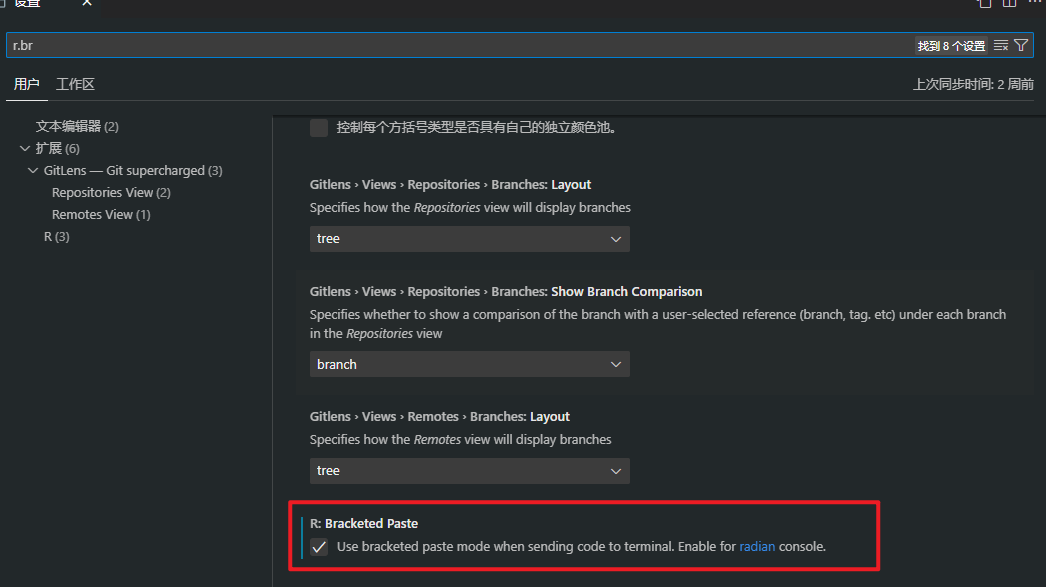 设置
r.br
找到 8 个设置
用户 工作区
上次同步时间: 2 周前
文本编辑器 (2)
扩展 (6)
GitLens — Git supercharged (3)
Repositories View (2)
Remotes View (1)
R (3)
控制每个方括号类型是否具有自己的独立颜色池。
Gitlens › Views › Repositories › Branches: Layout
Specifies how the Repositories view will display branches
tree
Gitlens › Views › Repositories › Branches: Show Branch Comparison
Specifies whether to show a comparison of the branch with a user-selected reference (branch, tag. etc) under each branch
in the Repositories view
branch
Gitlens › Views › Remotes › Branches: Layout
Specifies how the Remotes view will display branches
tree
R: Bracketed Paste
Use bracketed paste mode when sending code to terminal. Enable for radian console.